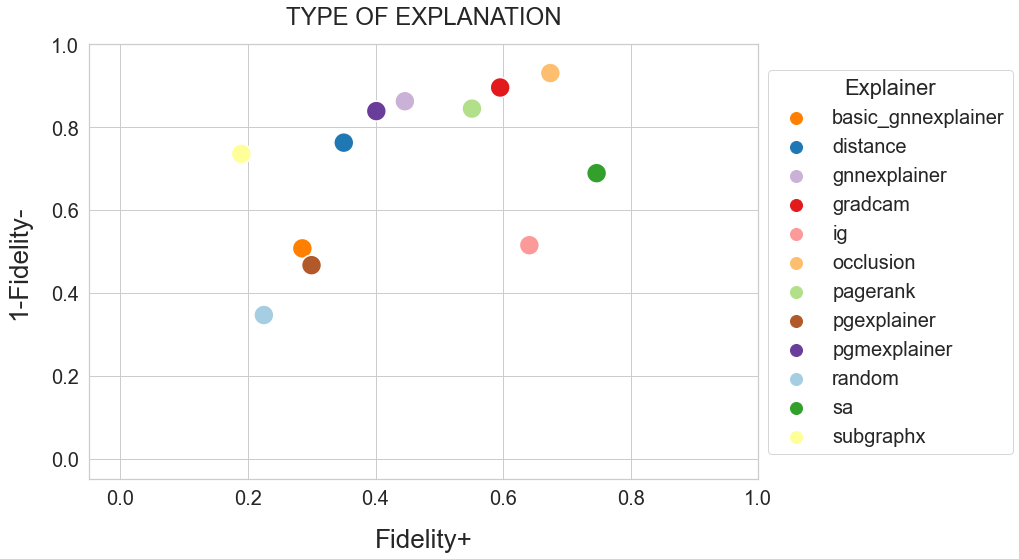 TYPE OF EXPLANATION
1.0
0.8
0.6
0.4
0.2
0.0
1-Fidelity-
0.0 0.2 0.4 0.6 0.8 1.0
Fidelity+
Explainer
basic_gnnexplainer
distance
gnnexplainer
gradcam
ig
occlusion
pagerank
pgexplainer
pgmexplainer
random
sa
subgraphx